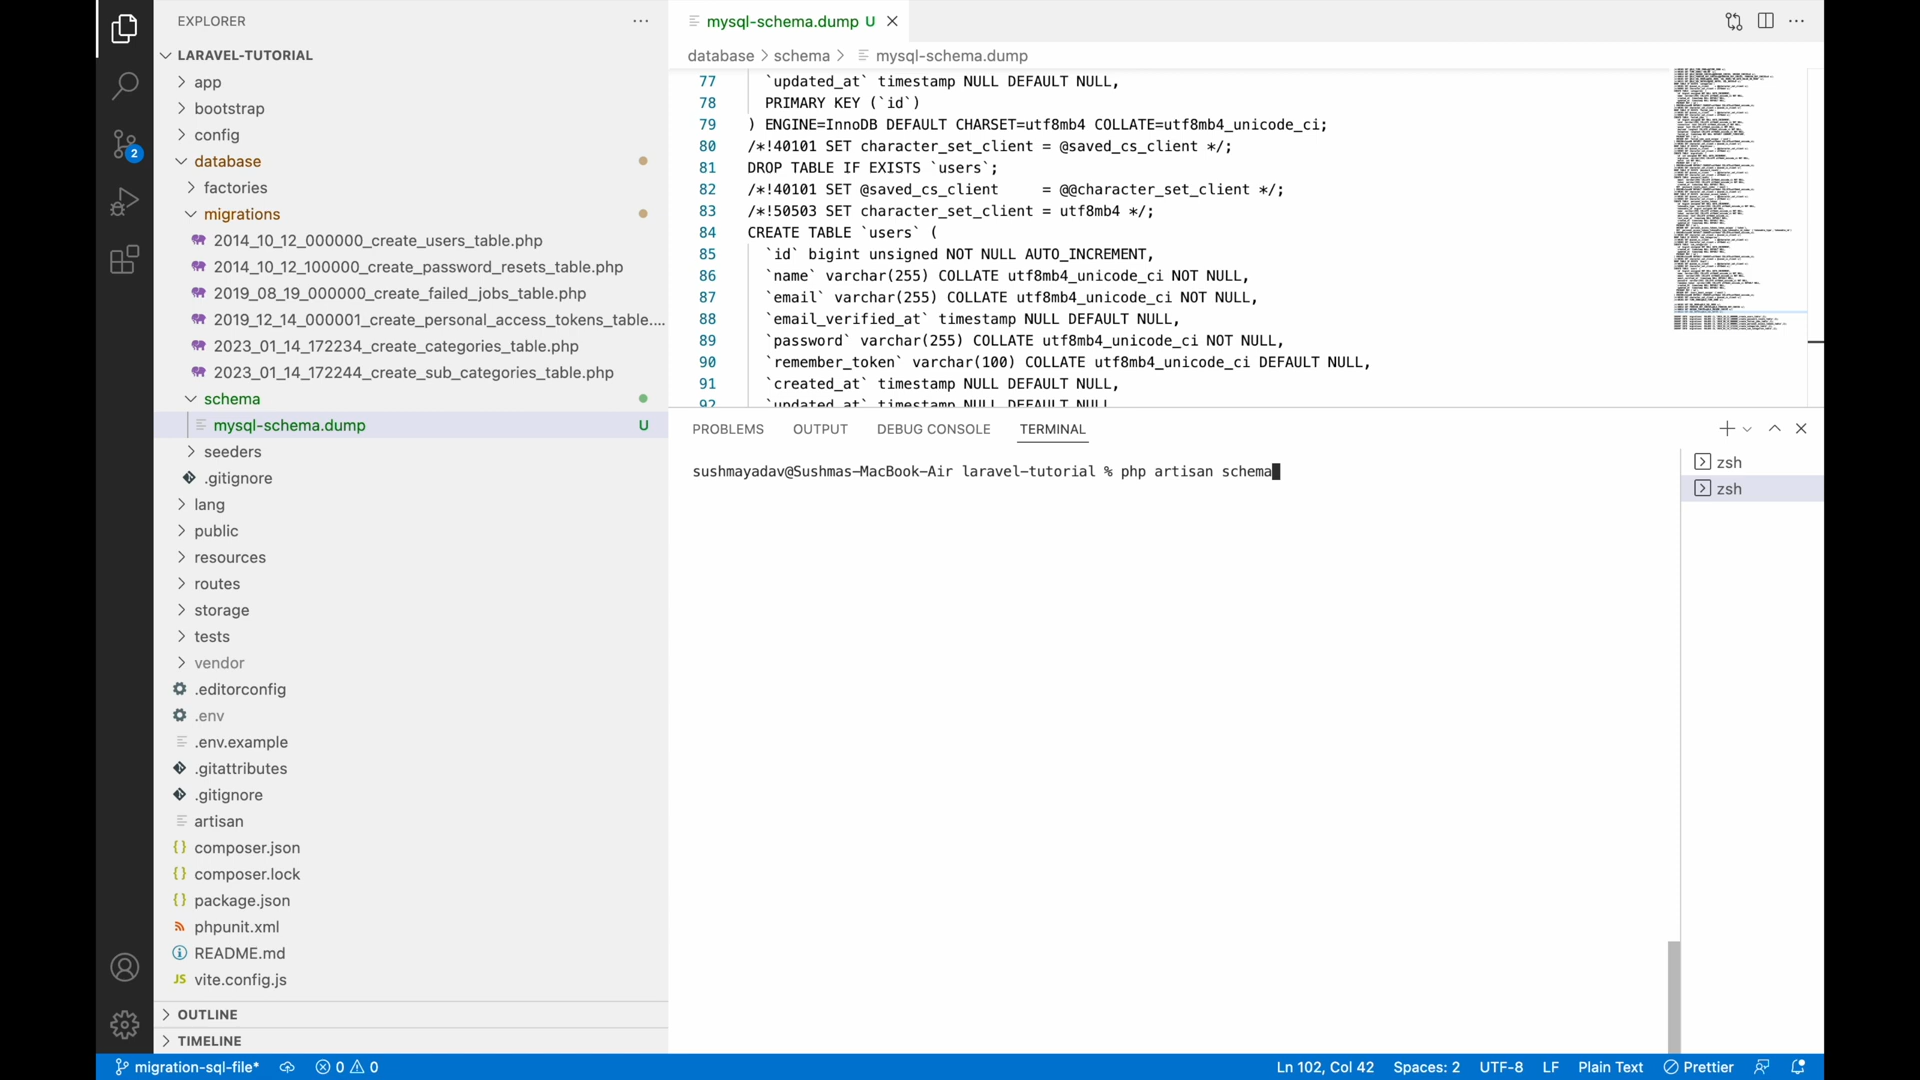 EXPLORER
LARAVEL-TUTORIAL
app
bootstrap
config
database
factories
migrations
2014_10_12_000000_create_users_table.php
2014_10_12_100000_create_password_resets_table.php
2019_08_19_000000_create_failed_jobs_table.php
2019_12_14_000001_create_personal_access_tokens_table....
2023_01_14_172234_create_categories_table.php
2023_01_14_172244_create_sub_categories_table.php
schema
mysql-schema.dump U
seeders
.gitignore
lang
public
resources
routes
storage
tests
vendor
.editorconfig
.env
.env.example
.gitattributes
.gitignore
artisan
composer.json
composer.lock
package.json
phpunit.xml
README.md
JS vite.config.js
OUTLINE
TIMELINE
2
mysql-schema.dump U
database > schema > mysql-schema.dump
77 `updated_at` timestamp NULL DEFAULT NULL,
78 PRIMARY KEY (`id`)
79 ) ENGINE=InnoDB DEFAULT CHARSET=utf8mb4 COLLATE=utf8mb4_unicode_ci;
80 /*!40101 SET character_set_client = @saved_cs_client */;
81 DROP TABLE IF EXISTS `users`;
82 /*!40101 SET @saved_cs_client     = @@character_set_client */;
83 /*!50503 SET character_set_client = utf8mb4 */;
84 CREATE TABLE `users` (
85 `id` bigint unsigned NOT NULL AUTO_INCREMENT,
86 `name` varchar(255) COLLATE utf8mb4_unicode_ci NOT NULL,
87 `email` varchar(255) COLLATE utf8mb4_unicode_ci NOT NULL,
88 `email_verified_at` timestamp NULL DEFAULT NULL,
89 `password` varchar(255) COLLATE utf8mb4_unicode_ci NOT NULL,
90 `remember_token` varchar(100) COLLATE utf8mb4_unicode_ci DEFAULT NULL,
91 `created_at` timestamp NULL DEFAULT NULL,
92 `updated_at` timestamp NULL DEFAULT NULL
PROBLEMS OUTPUT DEBUG CONSOLE TERMINAL
sushmayadav@Sushmas-MacBook-Air laravel-tutorial % php artisan schema
zsh
zsh
migration-sql-file* 0 0 Ln 102, Col 42 Spaces: 2 UTF-8 LF Plain Text Prettier